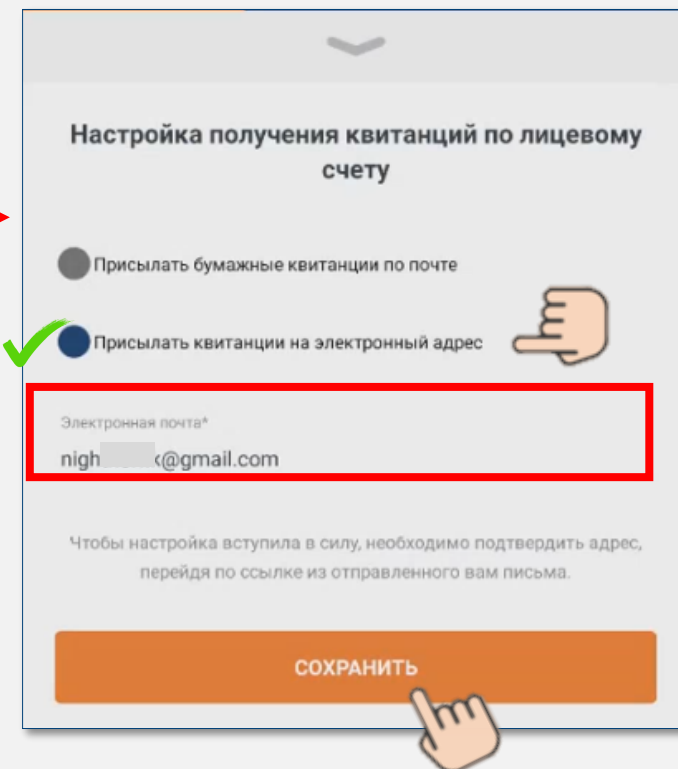 Настройка получения квитанций по лицевому
счету
Присылать бумажные квитанции по почте
Присылать квитанции на электронный адрес
Электронная почта*
nigh k@gmail.com
Чтобы настройка вступила в силу, необходимо подтвердить адрес,
перейдя по ссылке из отправленного вам письма.
СОХРАНИТЬ